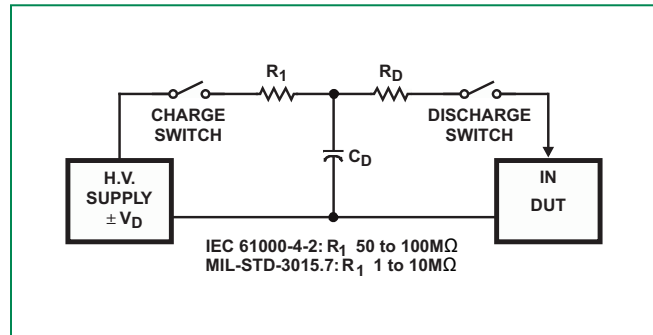 R1
RD
CHARGE
SWITCH
DISCHARGE
SWITCH
CD
H.V.
SUPPLY
± VD
IN
DUT
IEC 61000-4-2: R1 50 to 100MΩ
MIL-STD-3015.7: R1 1 to 10MΩ